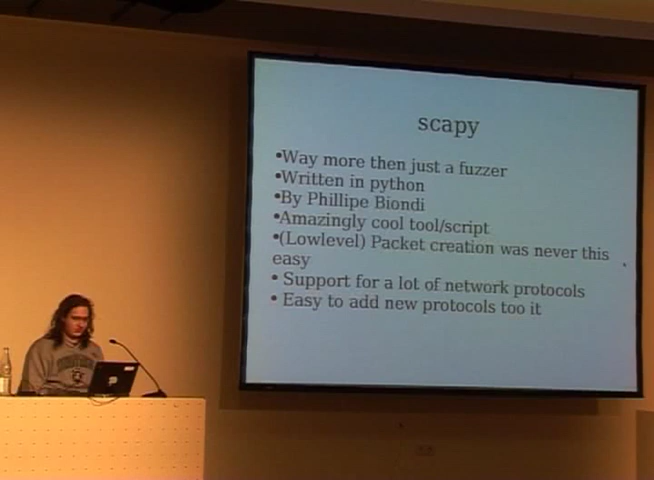 scapy
•Way more then just a fuzzer
•Written in python
•By Phillipe Biondi
•Amazingly cool tool/script
•(Lowlevel) Packet creation was never this
easy
• Support for a lot of network protocols
• Easy to add new protocols too it